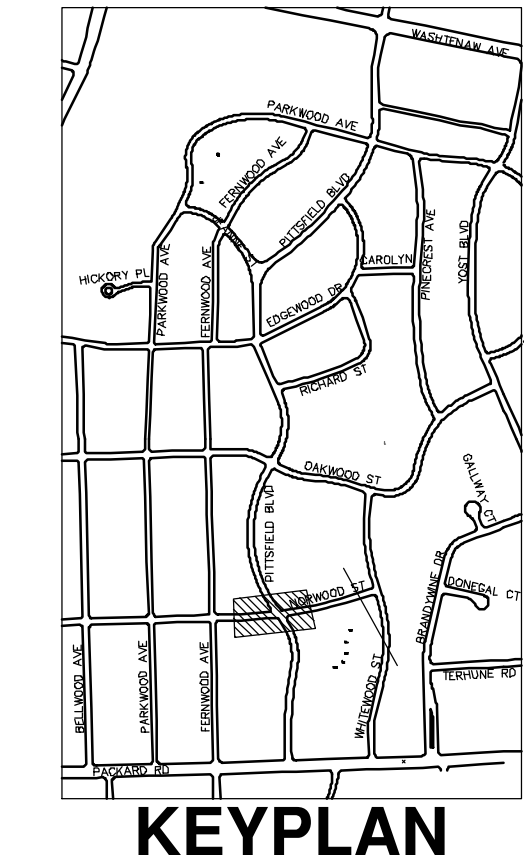 WASHTENAW AVE
PARKWOOD AVE
FERNWOOD AVE
PITTSFIELD BLVD
CAROLYN
PINECREST AVE
YOST BLVD
HICKORY PL
PARKWOOD AVE
FERNWOOD AVE
EDGEWOOD DR
RICHARD ST
OAKWOOD ST
GALLWAY CT
PITTSFIELD BLVD
NORWOOD ST
BRANDYWINE DR
DONEGAL CT
BELLWOOD AVE
PARKWOOD AVE
FERNWOOD AVE
WHITEWOOD ST
TERHUNE RD
PACKARD RD
KEYPLAN